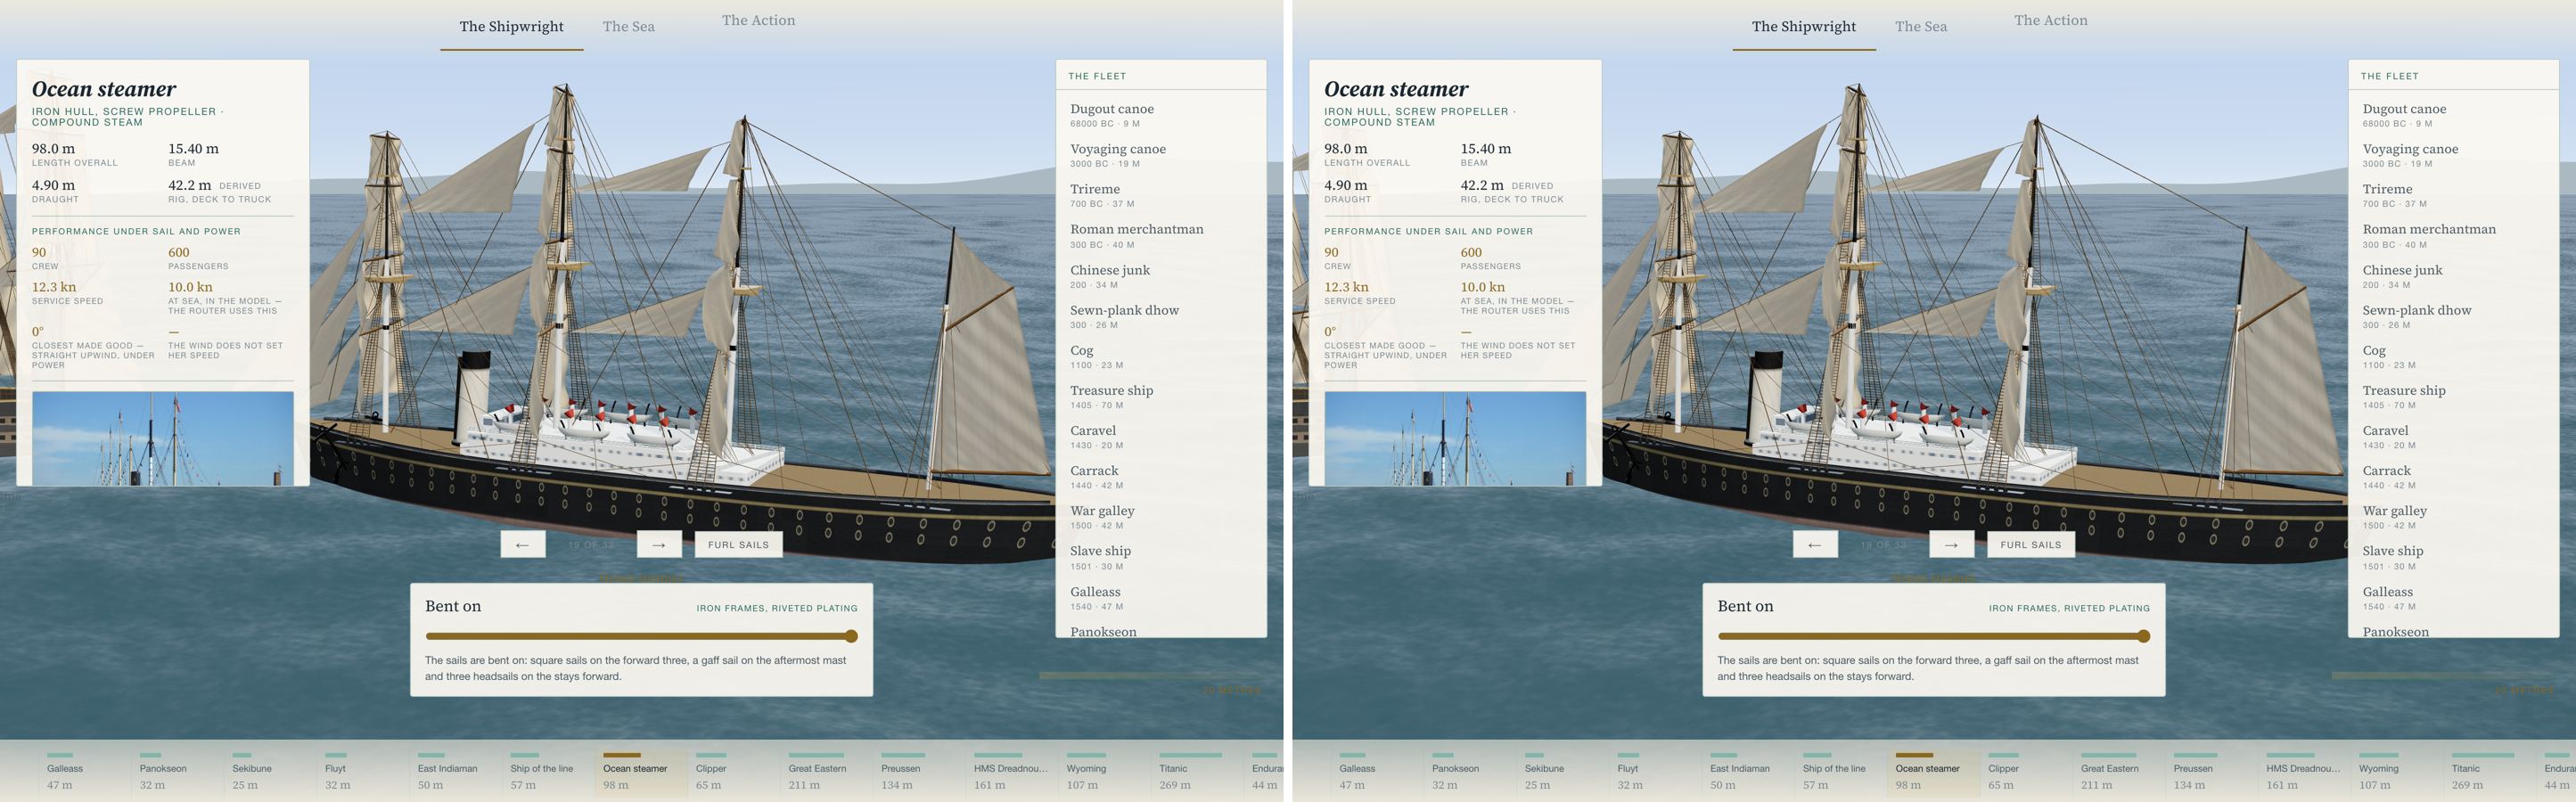 The Shipwright
The Sea
The Action
Ocean steamer
IRON HULL, SCREW PROPELLER ·
COMPOUND STEAM
98.0 m
LENGTH OVERALL
15.40 m
BEAM
4.90 m
DRAUGHT
42.2 m DERIVED
RIG, DECK TO TRUCK
PERFORMANCE UNDER SAIL AND POWER
90
CREW
600
PASSENGERS
12.3 kn
SERVICE SPEED
10.0 kn
AT SEA, IN THE MODEL —
THE ROUTER USES THIS
0°
CLOSEST MADE GOOD —
STRAIGHT UPWIND, UNDER
POWER
—
THE WIND DOES NOT SET
HER SPEED
THE FLEET
Dugout canoe
68000 BC · 9 M
Voyaging canoe
3000 BC · 19 M
Trireme
700 BC · 37 M
Roman merchantman
300 BC · 40 M
Chinese junk
200 · 34 M
Sewn-plank dhow
300 · 26 M
Cog
1100 · 23 M
Treasure ship
1405 · 70 M
Caravel
1430 · 20 M
Carrack
1440 · 42 M
War galley
1500 · 42 M
Slave ship
1501 · 30 M
Galleass
1540 · 47 M
Panokseon
←
19 OF 33
→
FURL SAILS
Bent on
IRON FRAMES, RIVETED PLATING
The sails are bent on: square sails on the forward three, a gaff sail on the aftermost mast
and three headsails on the stays forward.
Galleass
47 m
Panokseon
32 m
Sekibune
25 m
Fluyt
32 m
East Indiaman
50 m
Ship of the line
57 m
Ocean steamer
98 m
Clipper
65 m
Great Eastern
211 m
Preussen
134 m
HMS Dreadnou…
161 m
Wyoming
107 m
Titanic
269 m
Endura
44 m
The Shipwright
The Sea
The Action
Ocean steamer
IRON HULL, SCREW PROPELLER ·
COMPOUND STEAM
98.0 m
LENGTH OVERALL
15.40 m
BEAM
4.90 m
DRAUGHT
42.2 m DERIVED
RIG, DECK TO TRUCK
PERFORMANCE UNDER SAIL AND POWER
90
CREW
600
PASSENGERS
12.3 kn
SERVICE SPEED
10.0 kn
AT SEA, IN THE MODEL —
THE ROUTER USES THIS
0°
CLOSEST MADE GOOD —
STRAIGHT UPWIND, UNDER
POWER
—
THE WIND DOES NOT SET
HER SPEED
THE FLEET
Dugout canoe
68000 BC · 9 M
Voyaging canoe
3000 BC · 19 M
Trireme
700 BC · 37 M
Roman merchantman
300 BC · 40 M
Chinese junk
200 · 34 M
Sewn-plank dhow
300 · 26 M
Cog
1100 · 23 M
Treasure ship
1405 · 70 M
Caravel
1430 · 20 M
Carrack
1440 · 42 M
War galley
1500 · 42 M
Slave ship
1501 · 30 M
Galleass
1540 · 47 M
Panokseon
←
19 OF 33
→
FURL SAILS
Bent on
IRON FRAMES, RIVETED PLATING
The sails are bent on: square sails on the forward three, a gaff sail on the aftermost mast
and three headsails on the stays forward.
Galleass
47 m
Panokseon
32 m
Sekibune
25 m
Fluyt
32 m
East Indiaman
50 m
Ship of the line
57 m
Ocean steamer
98 m
Clipper
65 m
Great Eastern
211 m
Preussen
134 m
HMS Dreadnou…
161 m
Wyoming
107 m
Titanic
269 m
Endura
44 m